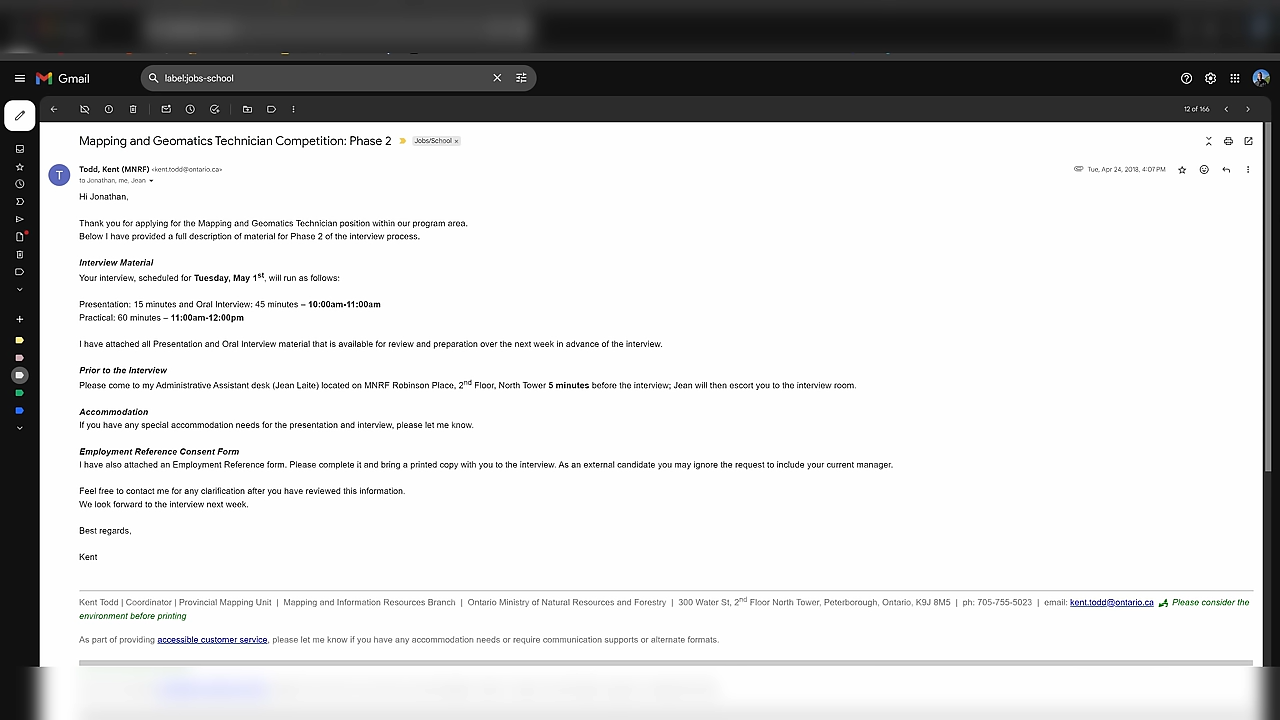 Gmail
label:jobs-school
12 of 166
Mapping and Geomatics Technician Competition: Phase 2
Jobs/School ×
T
Todd, Kent (MNRF) <kent.todd@ontario.ca>
Tue, Apr 24, 2018, 4:07 PM
to Jonathan, me, Jean
Hi Jonathan,
Thank you for applying for the Mapping and Geomatics Technician position within our program area.
Below I have provided a full description of material for Phase 2 of the interview process.
Interview Material
Your interview, scheduled for Tuesday, May 1st, will run as follows:
Presentation: 15 minutes and Oral Interview: 45 minutes – 10:00am-11:00am
Practical: 60 minutes – 11:00am-12:00pm
I have attached all Presentation and Oral Interview material that is available for review and preparation over the next week in advance of the interview.
Prior to the Interview
Please come to my Administrative Assistant desk (Jean Laite) located on MNRF Robinson Place, 2nd Floor, North Tower 5 minutes before the interview; Jean will then escort you to the interview room.
Accommodation
If you have any special accommodation needs for the presentation and interview, please let me know.
Employment Reference Consent Form
I have also attached an Employment Reference form. Please complete it and bring a printed copy with you to the interview. As an external candidate you may ignore the request to include your current manager.
Feel free to contact me for any clarification after you have reviewed this information.
We look forward to the interview next week.
Best regards,
Kent
Kent Todd | Coordinator | Provincial Mapping Unit | Mapping and Information Resources Branch | Ontario Ministry of Natural Resources and Forestry | 300 Water St, 2nd Floor North Tower, Peterborough, Ontario, K9J 8M5 | ph: 705-755-5023 | email: kent.todd@ontario.ca Please consider the
environment before printing
As part of providing accessible customer service, please let me know if you have any accommodation needs or require communication supports or alternate formats.